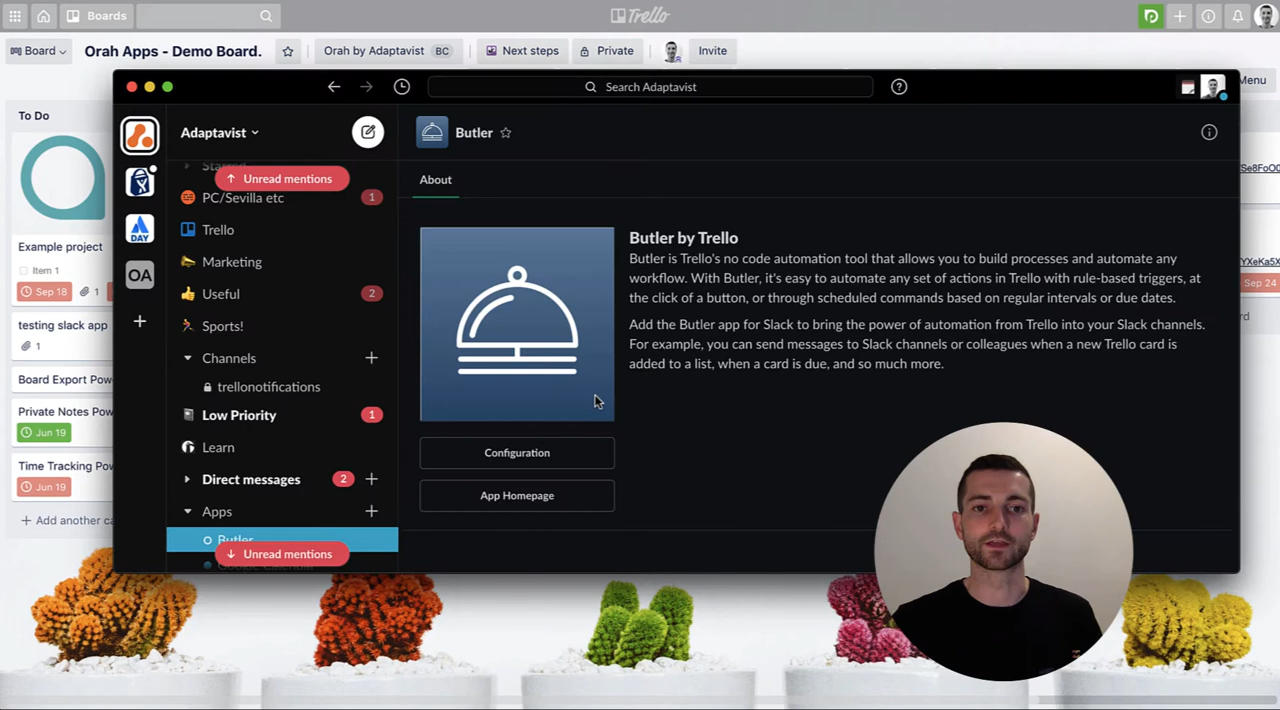 Boards
Trello
Board
Orah Apps - Demo Board.
Orah by Adaptavist BC
Next steps
Private
Invite
Menu
To Do
Example project
Item 1
Sep 18
1
testing slack app
1
Board Export Pow
Private Notes Pow
Jun 19
Time Tracking Pow
Jun 19
Add another ca
Search Adaptavist
Adaptavist
DAY
OA
Starred
Unread mentions
PC/Sevilla etc 1
Trello
Marketing
Useful 2
Sports!
Channels
trellonotifications
Low Priority 1
Learn
Direct messages 2
Apps
Butler
Unread mentions
Google Calendar
Butler
About
Configuration
App Homepage
Butler by Trello
Butler is Trello's no code automation tool that allows you to build processes and automate any
workflow. With Butler, it's easy to automate any set of actions in Trello with rule-based triggers, at
the click of a button, or through scheduled commands based on regular intervals or due dates.
Add the Butler app for Slack to bring the power of automation from Trello into your Slack channels.
For example, you can send messages to Slack channels or colleagues when a new Trello card is
added to a list, when a card is due, and so much more.
Se8FoO0
YXeKa5X
Sep 24
rd